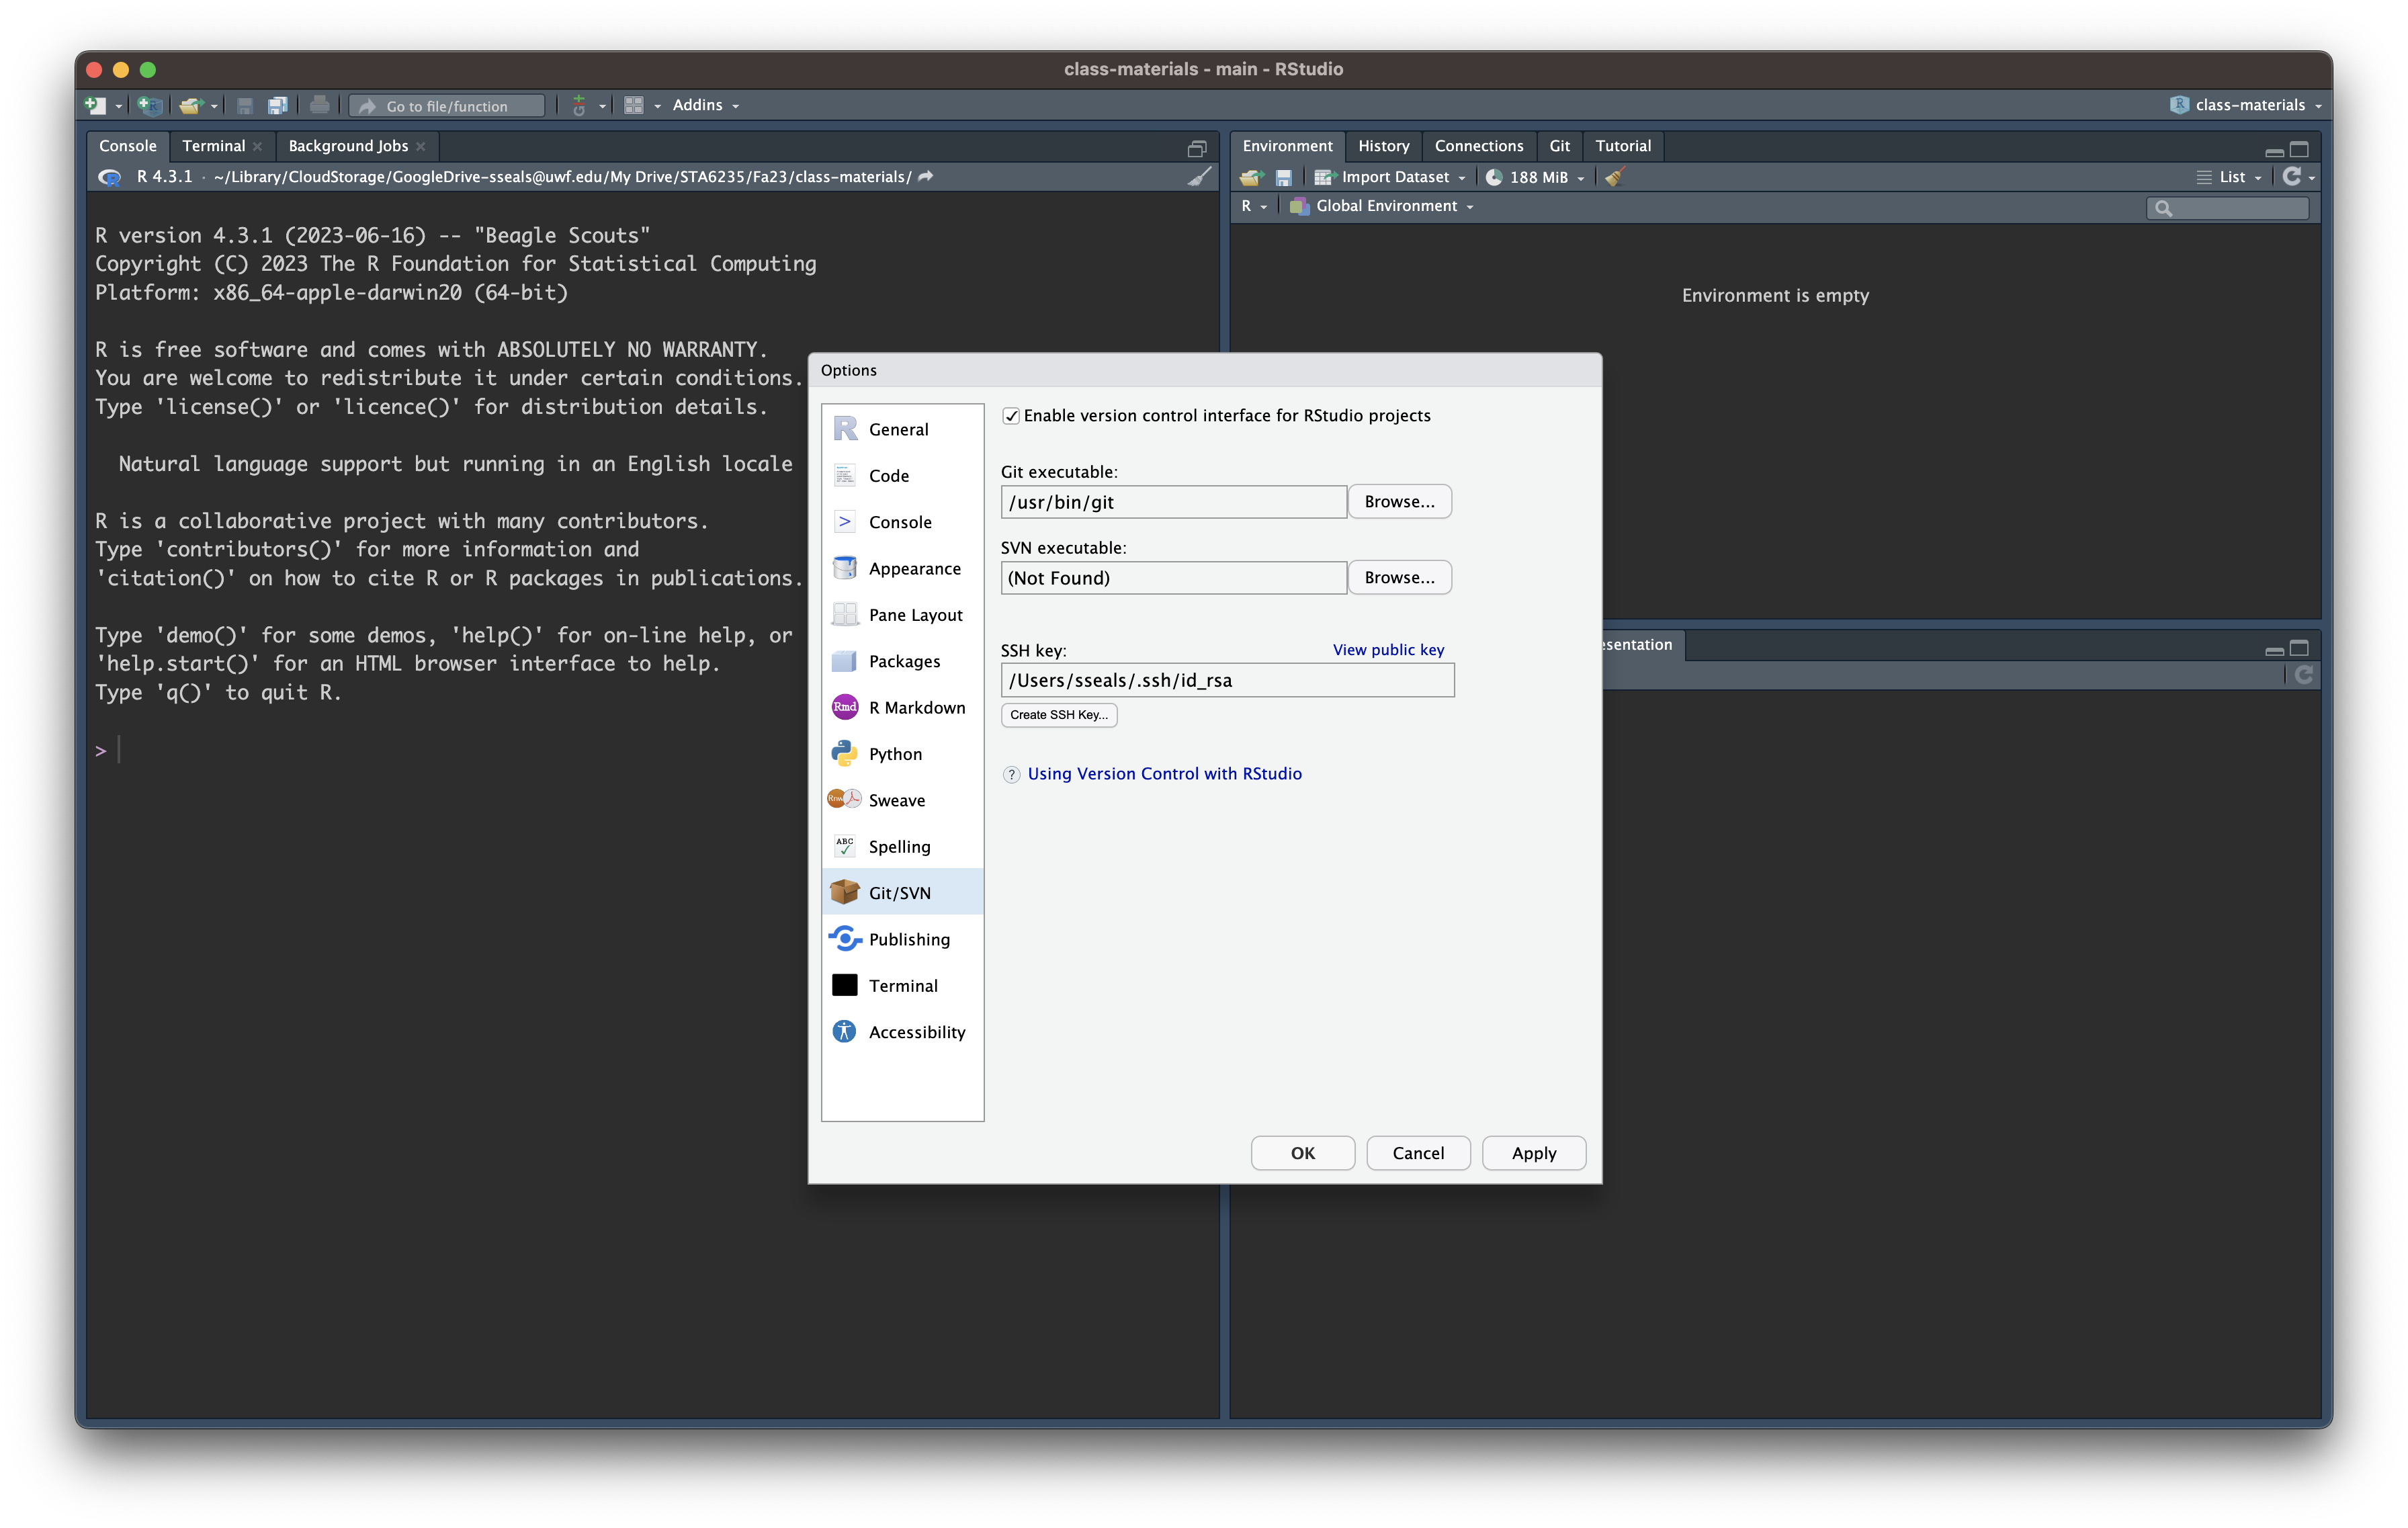 class-materials - main - RStudio
Go to file/function
Addins
class-materials
Console
Terminal
Background Jobs
R 4.3.1 · ~/Library/CloudStorage/GoogleDrive-sseals@uwf.edu/My Drive/STA6235/Fa23/class-materials/
R version 4.3.1 (2023-06-16) -- "Beagle Scouts"
Copyright (C) 2023 The R Foundation for Statistical Computing
Platform: x86_64-apple-darwin20 (64-bit)
R is free software and comes with ABSOLUTELY NO WARRANTY.
You are welcome to redistribute it under certain conditions.
Type 'license()' or 'licence()' for distribution details.
Natural language support but running in an English locale
R is a collaborative project with many contributors.
Type 'contributors()' for more information and
'citation()' on how to cite R or R packages in publications.
Type 'demo()' for some demos, 'help()' for on-line help, or
'help.start()' for an HTML browser interface to help.
Type 'q()' to quit R.
>
Environment
History
Connections
Git
Tutorial
Import Dataset
188 MiB
List
R
Global Environment
Environment is empty
esentation
Options
General
Code
Console
Appearance
Pane Layout
Packages
Rmd R Markdown
Python
Sweave
ABC Spelling
Git/SVN
Publishing
Terminal
Accessibility
Enable version control interface for RStudio projects
Git executable:
/usr/bin/git
Browse...
SVN executable:
(Not Found)
Browse...
SSH key:
View public key
/Users/sseals/.ssh/id_rsa
Create SSH Key...
? Using Version Control with RStudio
OK
Cancel
Apply